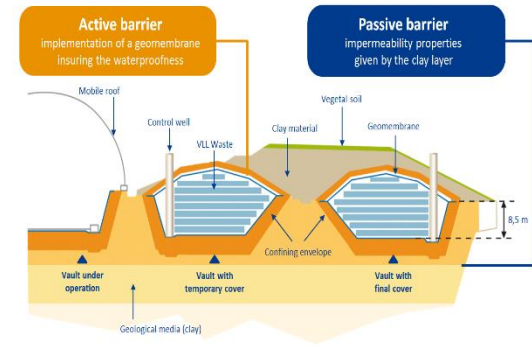 Active barrier
implementation of a geomembrane
insuring the waterproofness
Passive barrier
impermeability properties
given by the clay layer
Mobile roof
Control well
VLL Waste
Clay material
Vegetal soil
Geomembrane
8,5 m
Confining envelope
Vault under
operation
Vault with
temporary cover
Vault with
final cover
Geological media (clay)